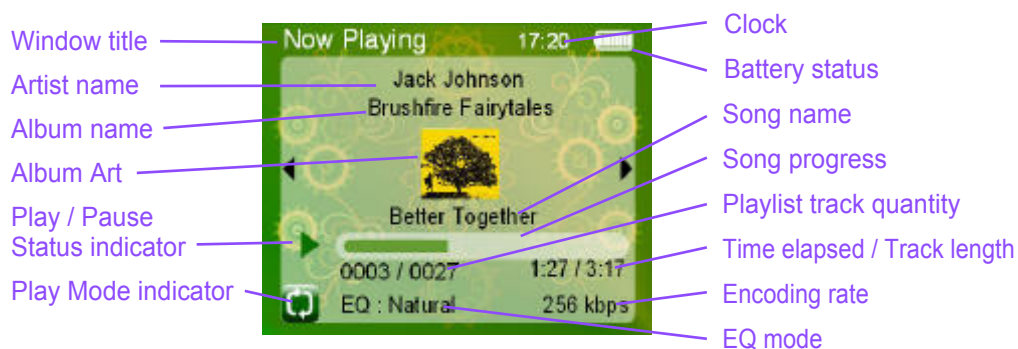 Window title
Artist name
Album name
Album Art
Play / Pause
Status indicator
Play Mode indicator
Now Playing 17:20
Jack Johnson
Brushfire Fairytales
Better Together
0003 / 0027 1:27 / 3:17
EQ : Natural 256 kbps
Clock
Battery status
Song name
Song progress
Playlist track quantity
Time elapsed / Track length
Encoding rate
EQ mode